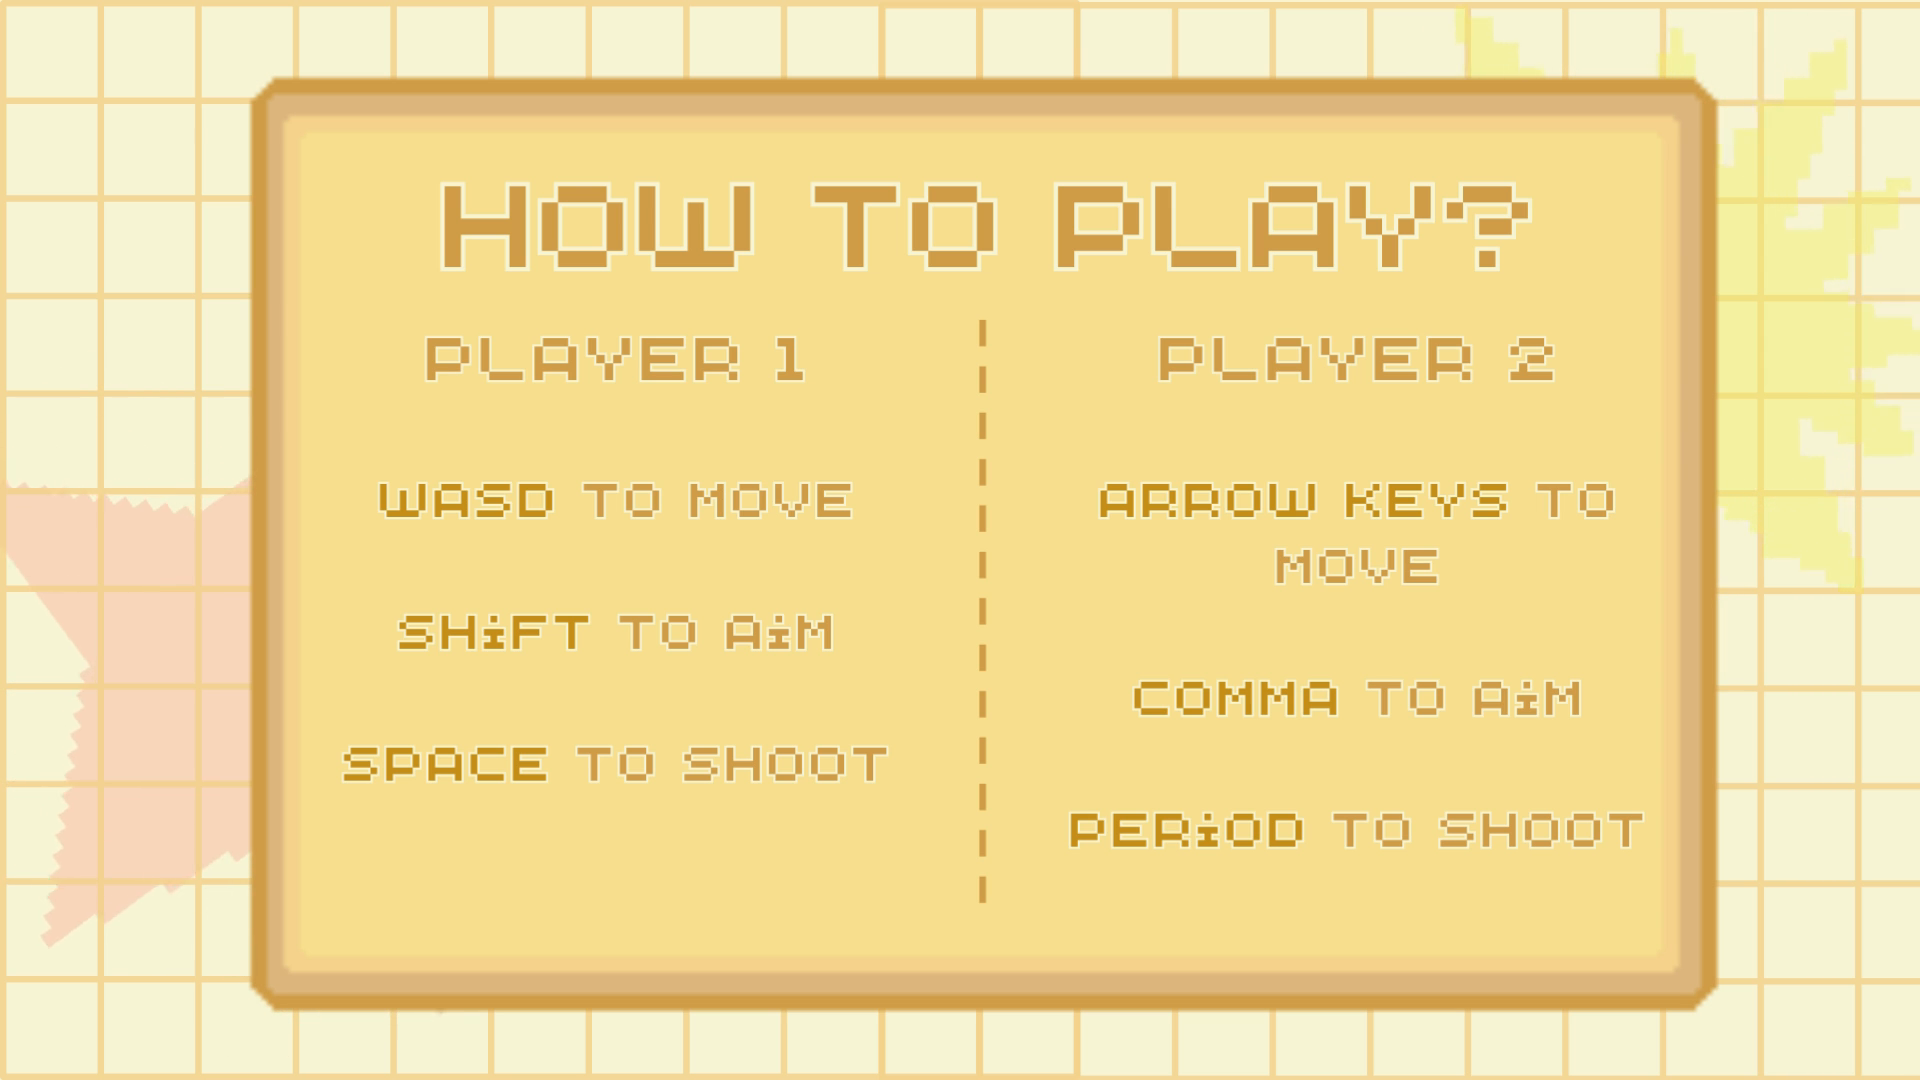 HOW TO PLAY?
PLAYER 1
WASD TO MOVE
SHiFT TO AiM
SPACE TO SHOOT
PLAYER 2
ARROW KEYS TO
MOVE
COMMA TO AiM
PERiOD TO SHOOT